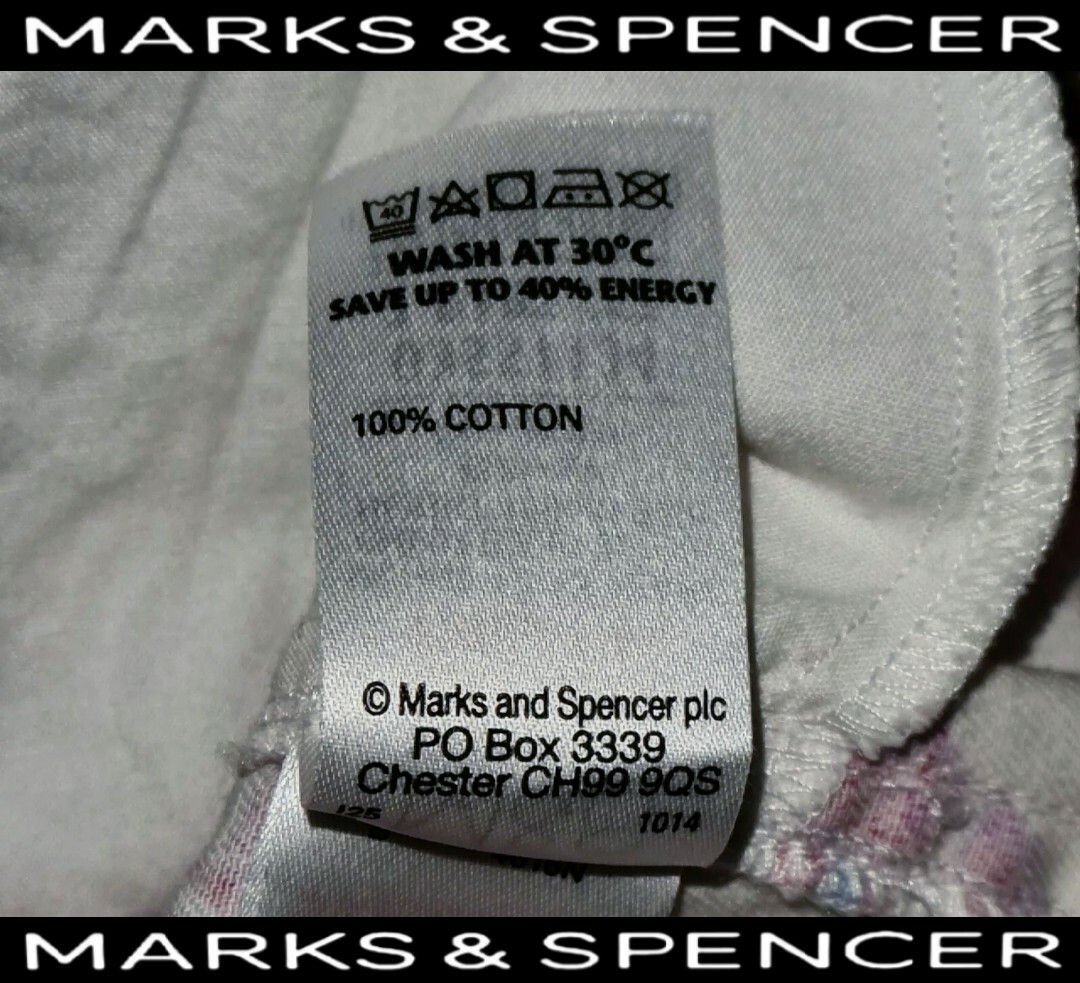 MARKS & SPENCER
40
WASH AT 30°C
SAVE UP TO 40% ENERGY
100% COTTON
© Marks and Spencer plc
PO Box 3339
Chester CH99 9QS
125 1014
MARKS & SPENCER